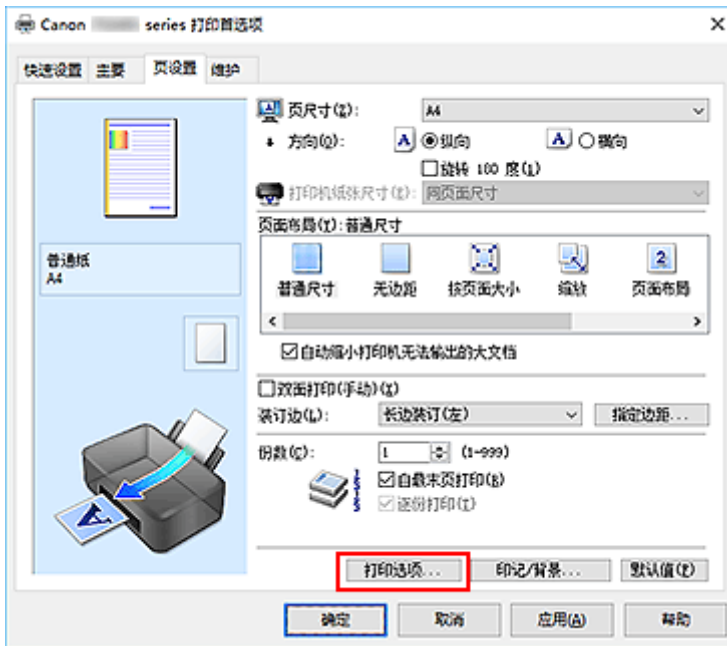 Canon series 打印首选项
快速设置 主要 页设置 维护
页尺寸(Z): A4
方向(O): A 纵向 A 横向
旋转 180 度(I)
打印机纸张尺寸(E): 同页面尺寸
页面布局(Y): 普通尺寸
普通尺寸 无边距 按页面大小 缩放 页面布局
自动缩小打印机无法输出的大文档
普通纸
A4
双面打印(手动)(X)
装订边(L): 长边装订(左) 指定边距...
份数(C): 1 (1-999)
自最末页打印(B)
逐份打印(T)
打印选项... 印记/背景... 默认值(F)
确定 取消 应用(A) 帮助